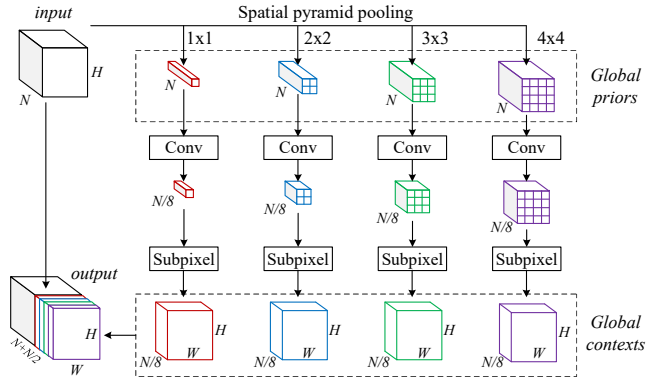 input
Spatial pyramid pooling
1x1
2x2
3x3
4x4
H
N
N
N
N
N
Global
priors
Conv
Conv
Conv
Conv
N/8
N/8
N/8
N/8
Subpixel
Subpixel
Subpixel
Subpixel
output
H
W
N+N/2
H
W
N/8
H
W
N/8
H
W
N/8
H
W
N/8
Global
contexts